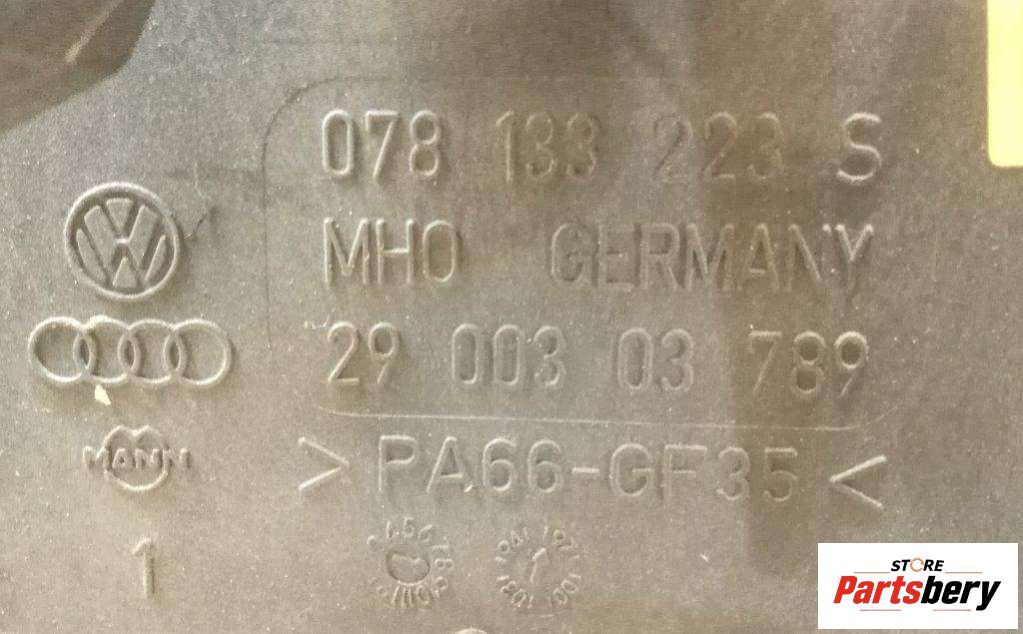 078 133 223 S
MHO GERMANY
29 003 03 789
MANN
>PA66-GF35<
1
STORE
Partsbery